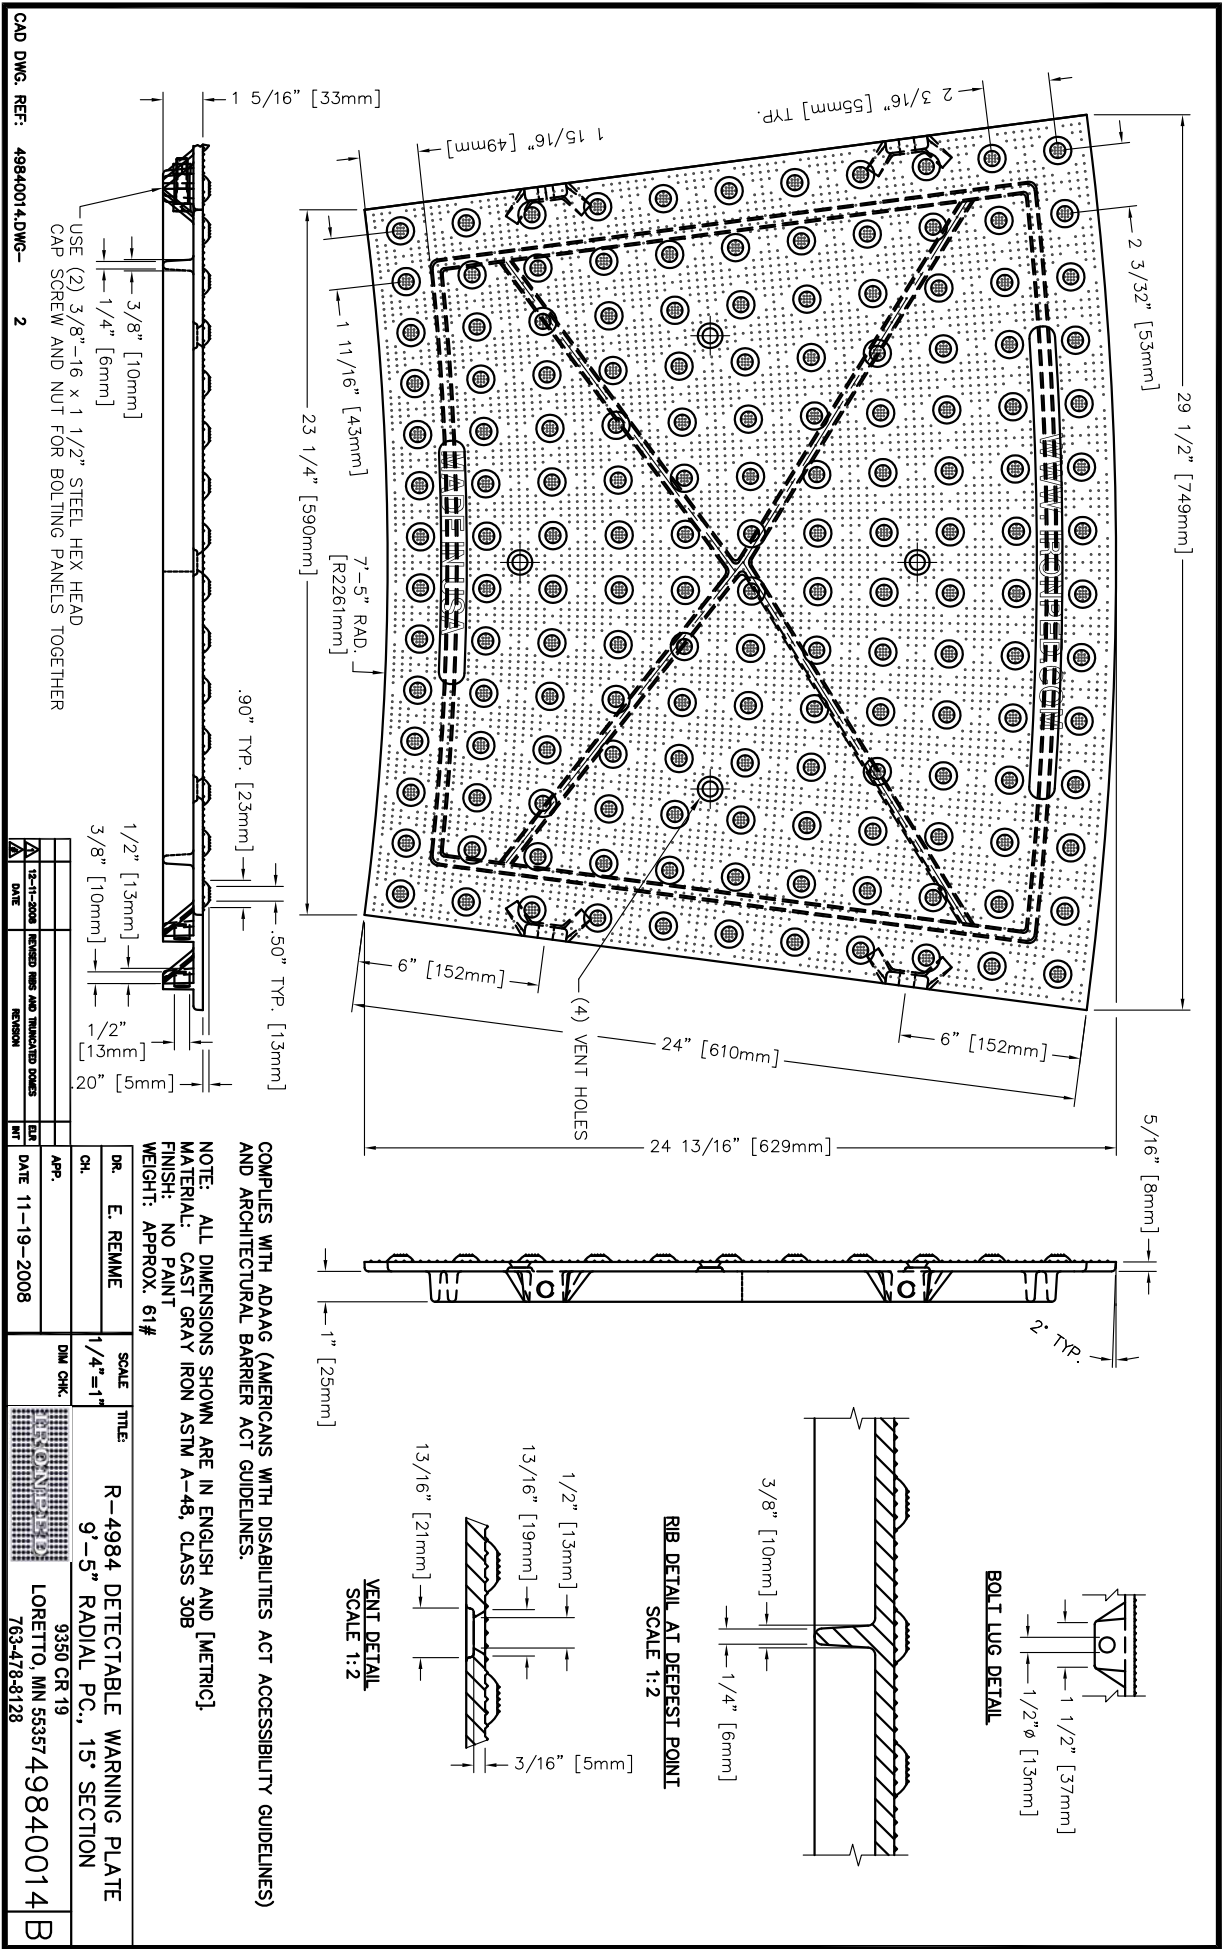 29 1/2" [749mm]
2 3/16" [55mm] TYP.
2 3/32" [53mm]
1 15/16" [49mm]
1 11/16" [43mm]
23 1/4" [590mm]
7'-5" RAD.
[R2261mm]
WWW.IRONPED.COM
MADE IN USA
6" [152mm]
6" [152mm]
24" [610mm]
(4) VENT HOLES
24 13/16" [629mm]
5/16" [8mm]
2° TYP.
1" [25mm]
1 5/16" [33mm]
3/8" [10mm]
1/4" [6mm]
USE (2) 3/8"-16 x 1 1/2" STEEL HEX HEAD
CAP SCREW AND NUT FOR BOLTING PANELS TOGETHER
.90" TYP. [23mm]
.50" TYP. [13mm]
1/2" [13mm]
3/8" [10mm]
1/2"
[13mm]
.20" [5mm]
BOLT LUG DETAIL
1 1/2" [37mm]
1/2"ø [13mm]
3/8" [10mm]
1/4" [6mm]
RIB DETAIL AT DEEPEST POINT
SCALE 1:2
1/2" [13mm]
13/16" [19mm]
13/16" [21mm]
3/16" [5mm]
VENT DETAIL
SCALE 1:2
COMPLIES WITH ADAAG (AMERICANS WITH DISABILITIES ACT ACCESSIBILITY GUIDELINES)
AND ARCHITECTURAL BARRIER ACT GUIDELINES.
NOTE: ALL DIMENSIONS SHOWN ARE IN ENGLISH AND [METRIC].
MATERIAL: CAST GRAY IRON ASTM A-48, CLASS 30B
FINISH: NO PAINT
WEIGHT: APPROX. 61#
CAD DWG. REF: 49840014.DWG- 2
12-11-2008 REVISED RIBS AND TRUNCATED DOMES ELR
DATE REVISION INT
DR. E. REMME
CH.
APP.
DATE 11-19-2008
SCALE
1/4"=1"
DIM CHK.
TITLE: R-4984 DETECTABLE WARNING PLATE
9'-5" RADIAL PC., 15° SECTION
IRONPED
9350 CR 19
LORETTO, MN 55357
763-478-8128
49840014 B